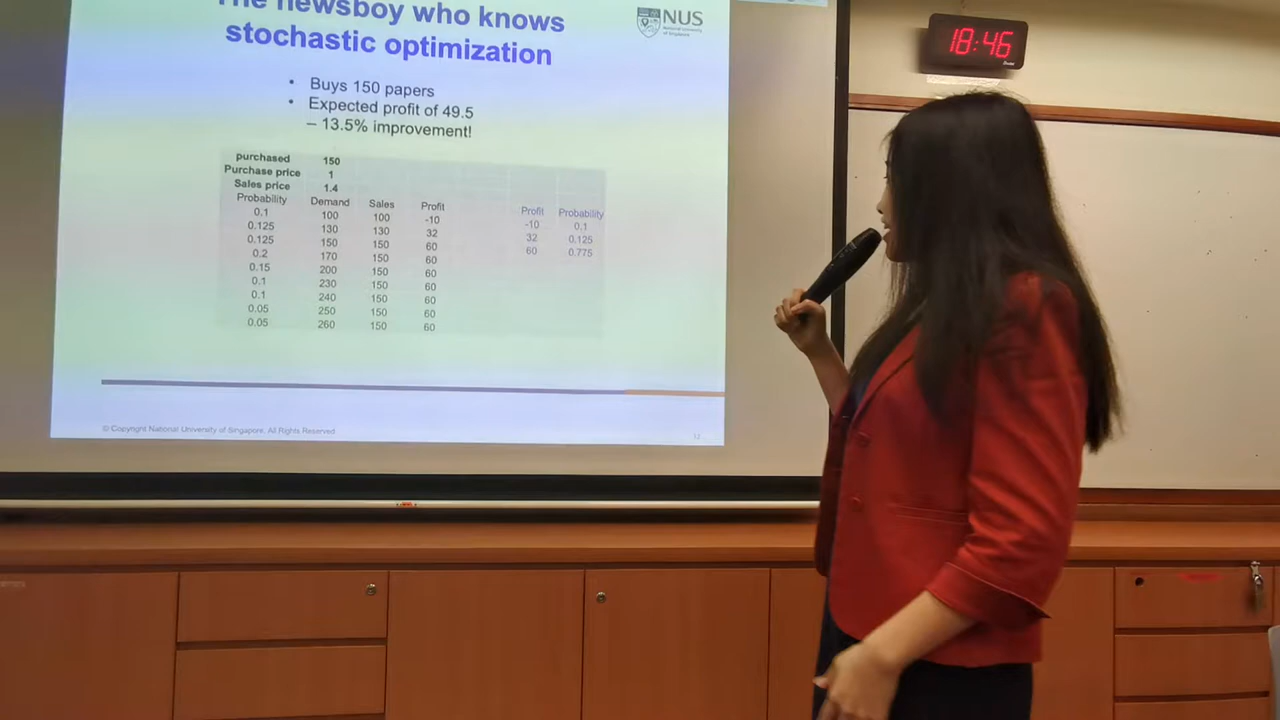 The newsboy who knows
stochastic optimization
NUS
National University
of Singapore
18:46
• Buys 150 papers
• Expected profit of 49.5
– 13.5% improvement!
purchased 150
Purchase price 1
Sales price 1.4
Probability Demand Sales Profit
0.1 100 100 -10
0.125 130 130 32
0.125 150 150 60
0.2 170 150 60
0.15 200 150 60
0.1 230 150 60
0.1 240 150 60
0.05 250 150 60
0.05 260 150 60
Profit Probability
-10 0.1
32 0.125
60 0.775
© Copyright National University of Singapore. All Rights Reserved
12